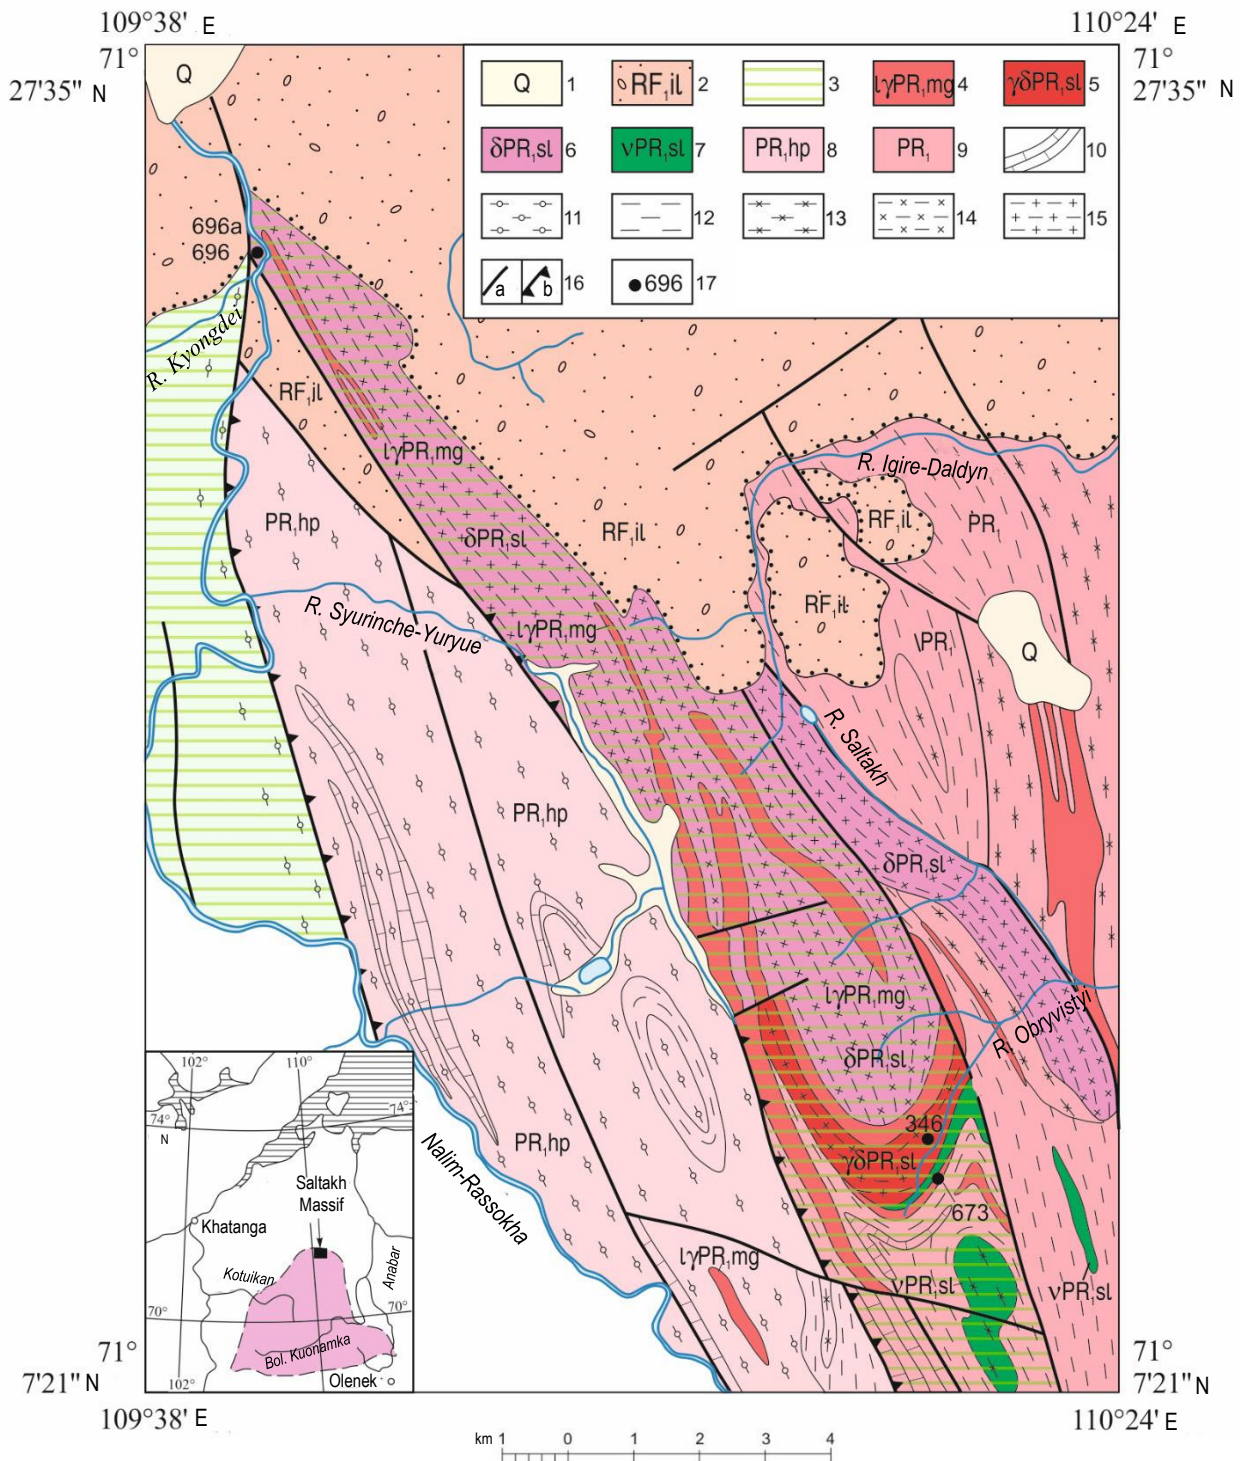 109°38' E
110°24' E
71°
27'35" N
71°
27'35" N
Q 1
RF₁il 2
3
lγPR₁mg 4
γδPR₁sl 5
δPR₁sl 6
νPR₁sl 7
PR₁hp 8
PR₁ 9
10
11
12
13
14
15
a b 16
696 17
Q
696a
696
R. Kyongdei
RF₁il
lγPR₁mg
R. Igire-Daldyn
PR₁hp
δPR₁sl
RF₁il
RF₁il
PR₁
R. Syurinche-Yuryue
lγPR₁mg
RF₁il
PR₁
Q
R. Saltakh
PR₁hp
δPR₁sl
lγPR₁mg
R. Obryvistyi
δPR₁sl
346
γδPR₁sl
PR₁hp
673
Nalim-Rassokha
lγPR₁mg
νPR₁sl
νPR₁sl
102°
110°
74°
N
74°
Saltakh
Massif
Khatanga
Kotuikan
Anabar
70°
70°
Bol. Kuonamka
Olenek
102°
71°
7'21" N
71°
7'21" N
109°38' E
110°24' E
km 1 0 1 2 3 4